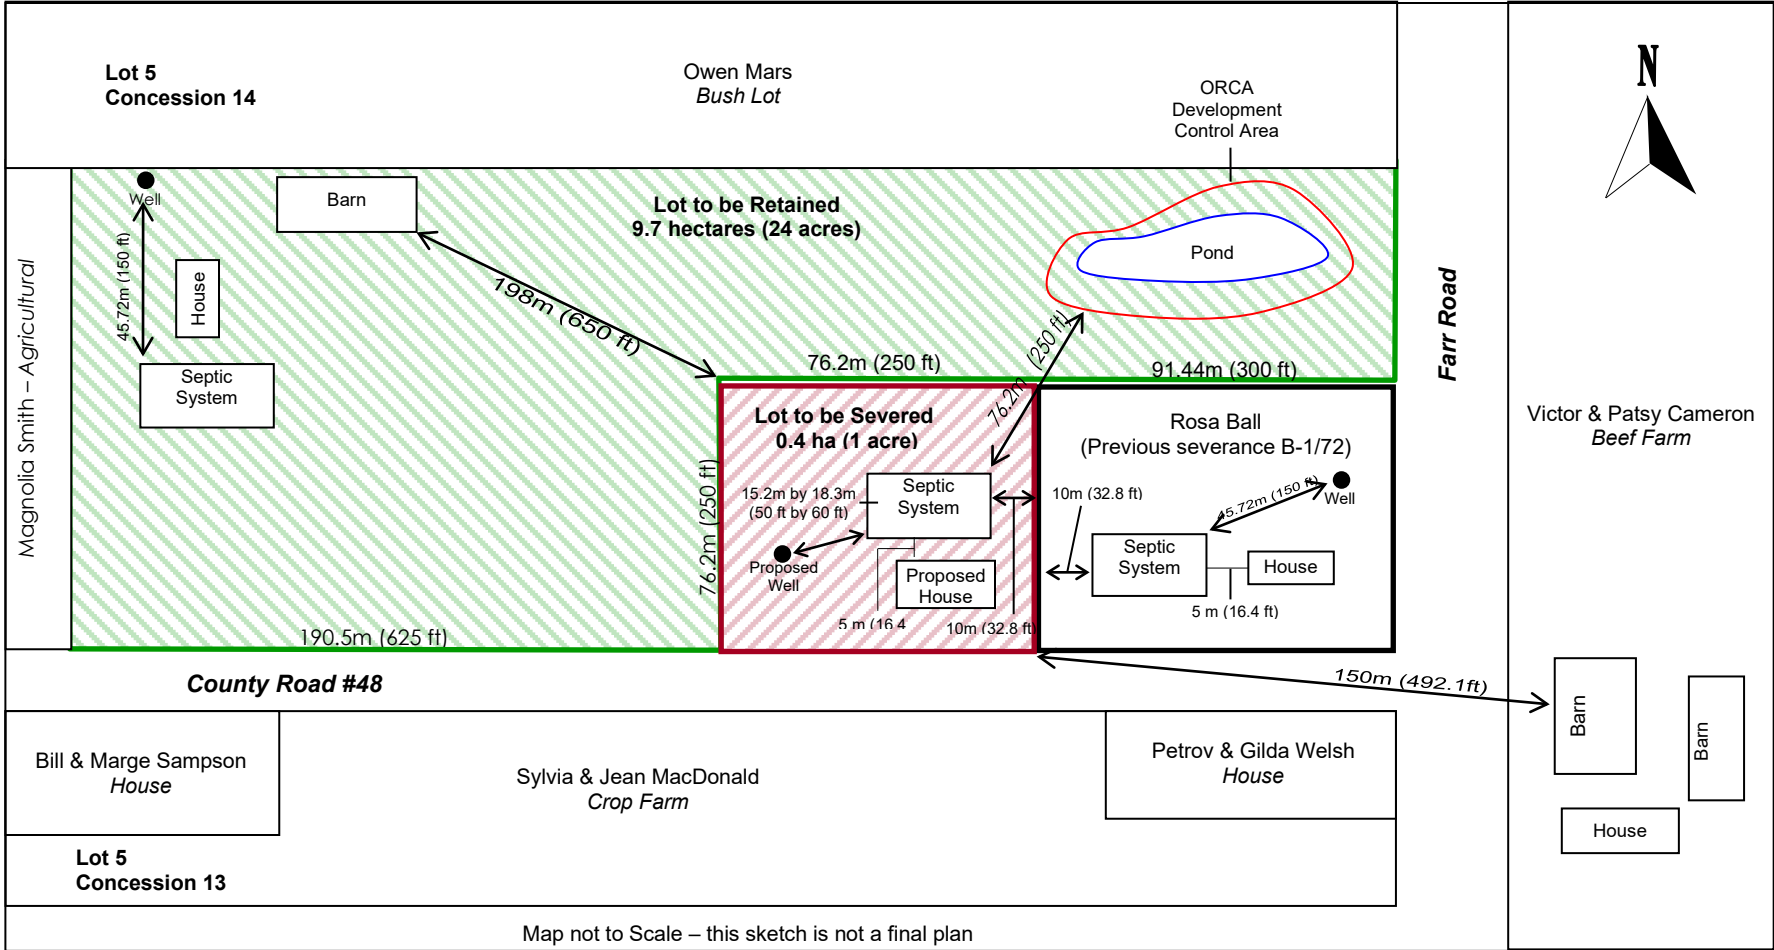 Lot 5
Concession 14
Owen Mars
Bush Lot
ORCA
Development
Control Area
N
Well
Barn
Lot to be Retained
9.7 hectares (24 acres)
Pond
45.72m (150 ft)
House
198m (650 ft)
Septic
System
Magnolia Smith – Agricultural
76.2m (250 ft)
76.2m (250 ft)
91.44m (300 ft)
Farr Road
Lot to be Severed
0.4 ha (1 acre)
Rosa Ball
(Previous severance B-1/72)
Victor & Patsy Cameron
Beef Farm
76.2m (250 ft)
15.2m by 18.3m
(50 ft by 60 ft)
Septic
System
10m (32.8 ft)
45.72m (150 ft)
Well
Proposed
Well
Proposed
House
Septic
System
House
5 m (16.4
10m (32.8 ft)
5 m (16.4 ft)
190.5m (625 ft)
County Road #48
150m (492.1ft)
Barn
Barn
House
Bill & Marge Sampson
House
Sylvia & Jean MacDonald
Crop Farm
Petrov & Gilda Welsh
House
Lot 5
Concession 13
Map not to Scale – this sketch is not a final plan